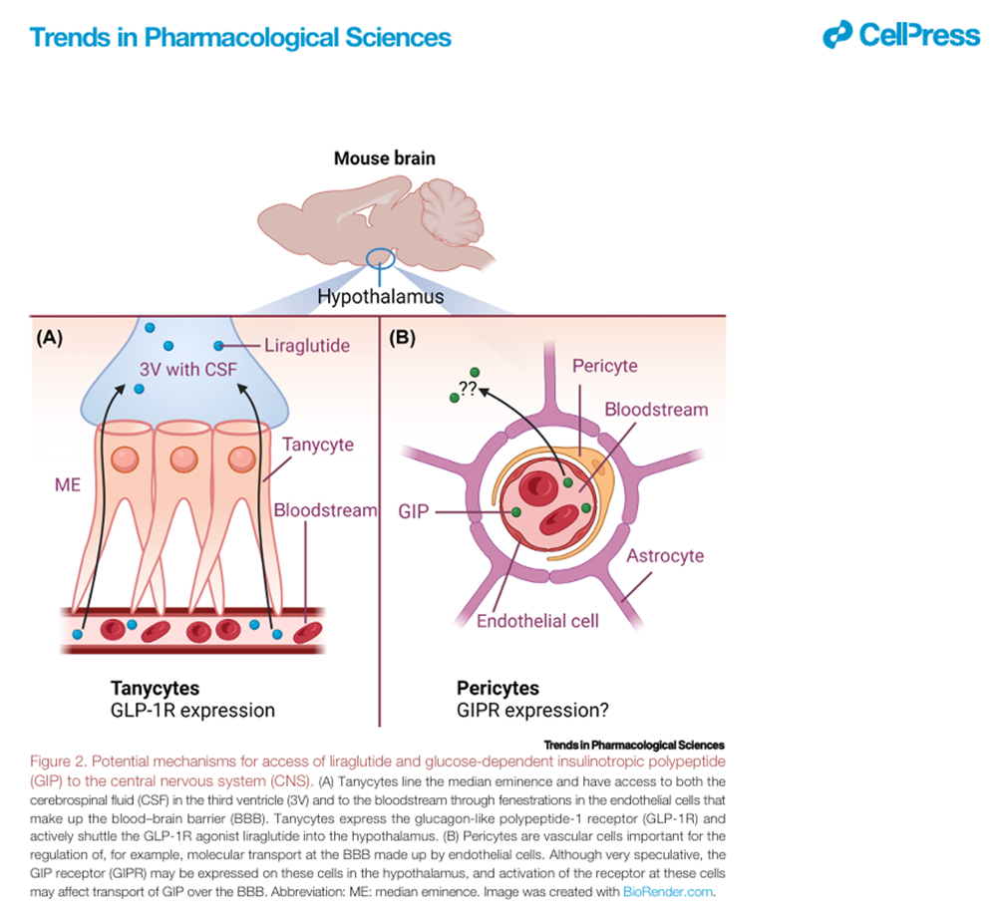 Trends in Pharmacological Sciences
CellPress
Mouse brain
Hypothalamus
(A)
Liraglutide
3V with CSF
Tanycyte
ME
Bloodstream
Tanycytes
GLP-1R expression
(B)
Pericyte
??
Bloodstream
GIP
Astrocyte
Endothelial cell
Pericytes
GIPR expression?
Trends in Pharmacological Sciences
Figure 2. Potential mechanisms for access of liraglutide and glucose-dependent insulinotropic polypeptide
(GIP) to the central nervous system (CNS). (A) Tanycytes line the median eminence and have access to both the
cerebrospinal fluid (CSF) in the third ventricle (3V) and to the bloodstream through fenestrations in the endothelial cells that
make up the blood–brain barrier (BBB). Tanycytes express the glucagon-like polypeptide-1 receptor (GLP-1R) and
actively shuttle the GLP-1R agonist liraglutide into the hypothalamus. (B) Pericytes are vascular cells important for the
regulation of, for example, molecular transport at the BBB made up by endothelial cells. Although very speculative, the
GIP receptor (GIPR) may be expressed on these cells in the hypothalamus, and activation of the receptor at these cells
may affect transport of GIP over the BBB. Abbreviation: ME: median eminence. Image was created with BioRender.com.